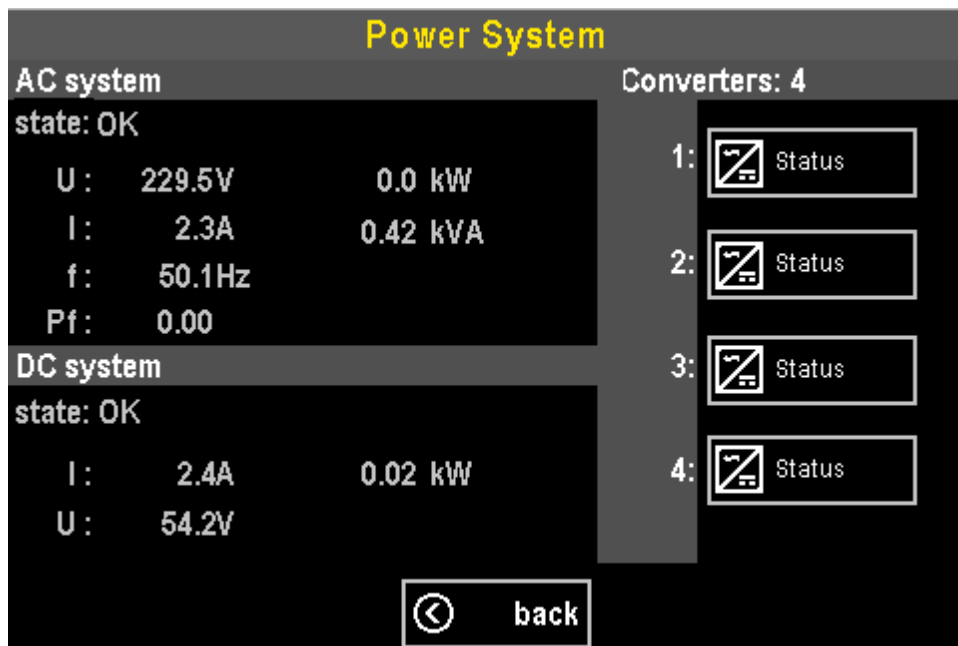 Power System
AC system
state: OK
U : 229.5V 0.0 kW
I : 2.3A 0.42 kVA
f : 50.1Hz
Pf : 0.00
DC system
state: OK
I : 2.4A 0.02 kW
U : 54.2V
Converters: 4
1: Status
2: Status
3: Status
4: Status
back